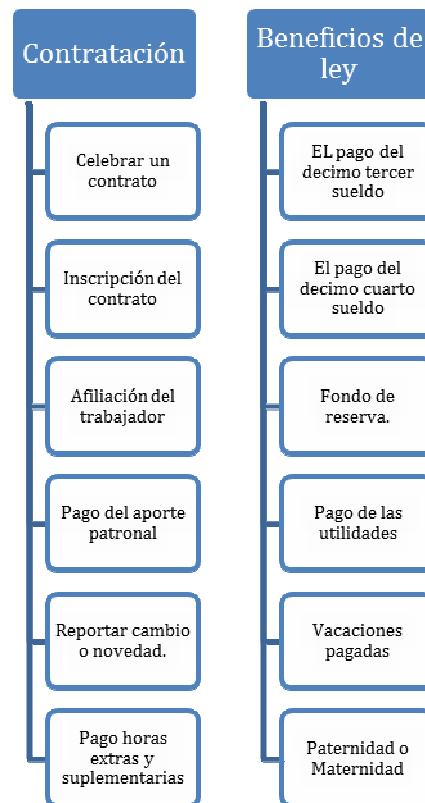 Contratación
Celebrar un
contrato
Inscripción del
contrato
Afiliación del
trabajador
Pago del aporte
patronal
Reportar cambio
o novedad.
Pago horas
extras y
suplementarias
Beneficios de
ley
EL pago del
decimo tercer
sueldo
El pago del
decimo cuarto
sueldo
Fondo de
reserva.
Pago de las
utilidades
Vacaciones
pagadas
Paternidad o
Maternidad